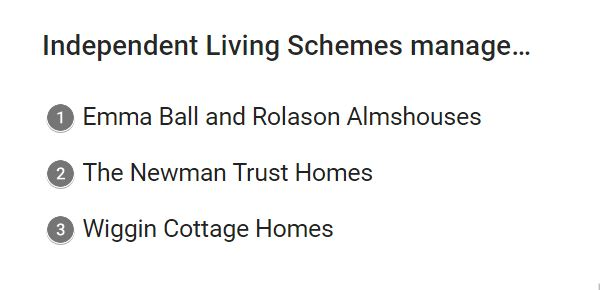 Independent Living Schemes manage...
1 Emma Ball and Rolason Almshouses
2 The Newman Trust Homes
3 Wiggin Cottage Homes